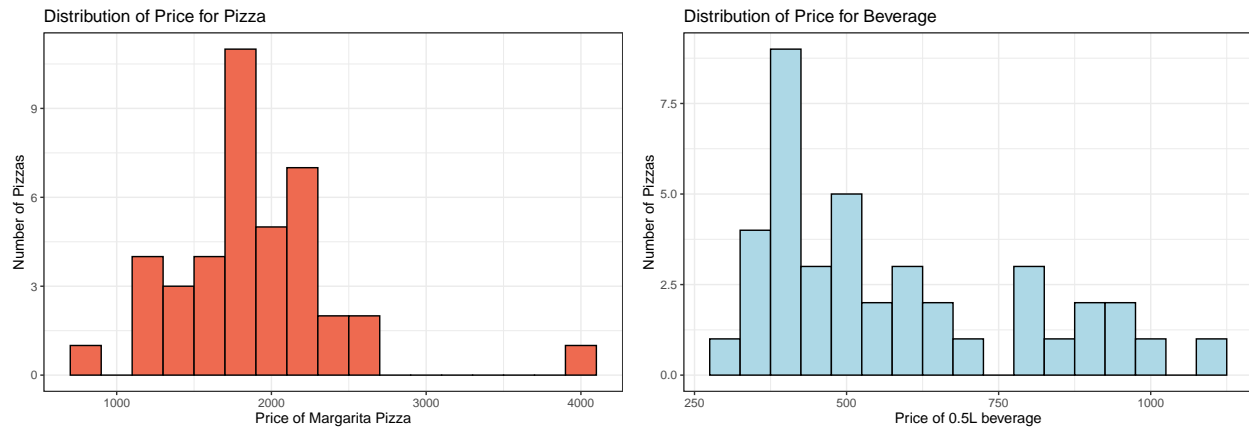 Distribution of Price for Pizza
Number of Pizzas
9
6
3
0
1000 2000 3000 4000
Price of Margarita Pizza
Distribution of Price for Beverage
Number of Pizzas
7.5
5.0
2.5
0.0
250 500 750 1000
Price of 0.5L beverage